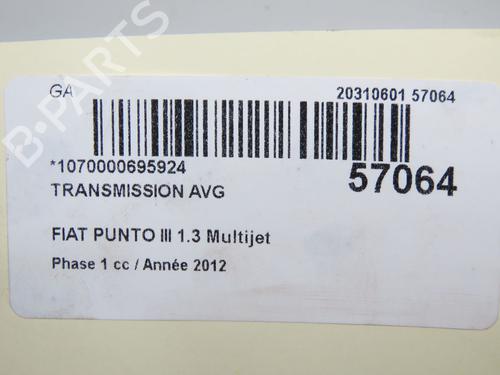 B-PARTS
GA
20310601 57064
*1070000695924
57064
TRANSMISSION AVG
FIAT PUNTO III 1.3 Multijet
Phase 1 cc / Année 2012